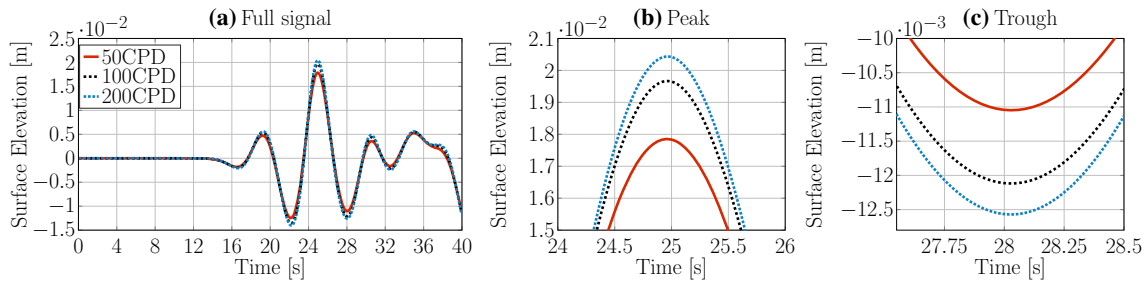 (a) Full signal
·10−2
2.5
2
1.5
1
0.5
0
−0.5
−1
−1.5
Surface Elevation [m]
50CPD
100CPD
200CPD
0 4 8 12 16 20 24 28 32 36 40
Time [s]
(b) Peak
·10−2
2.1
2
1.9
1.8
1.7
1.6
1.5
Surface Elevation [m]
24 24.5 25 25.5 26
Time [s]
(c) Trough
·10−3
−10
−10.5
−11
−11.5
−12
−12.5
Surface Elevation [m]
27.75 28 28.25 28.5
Time [s]